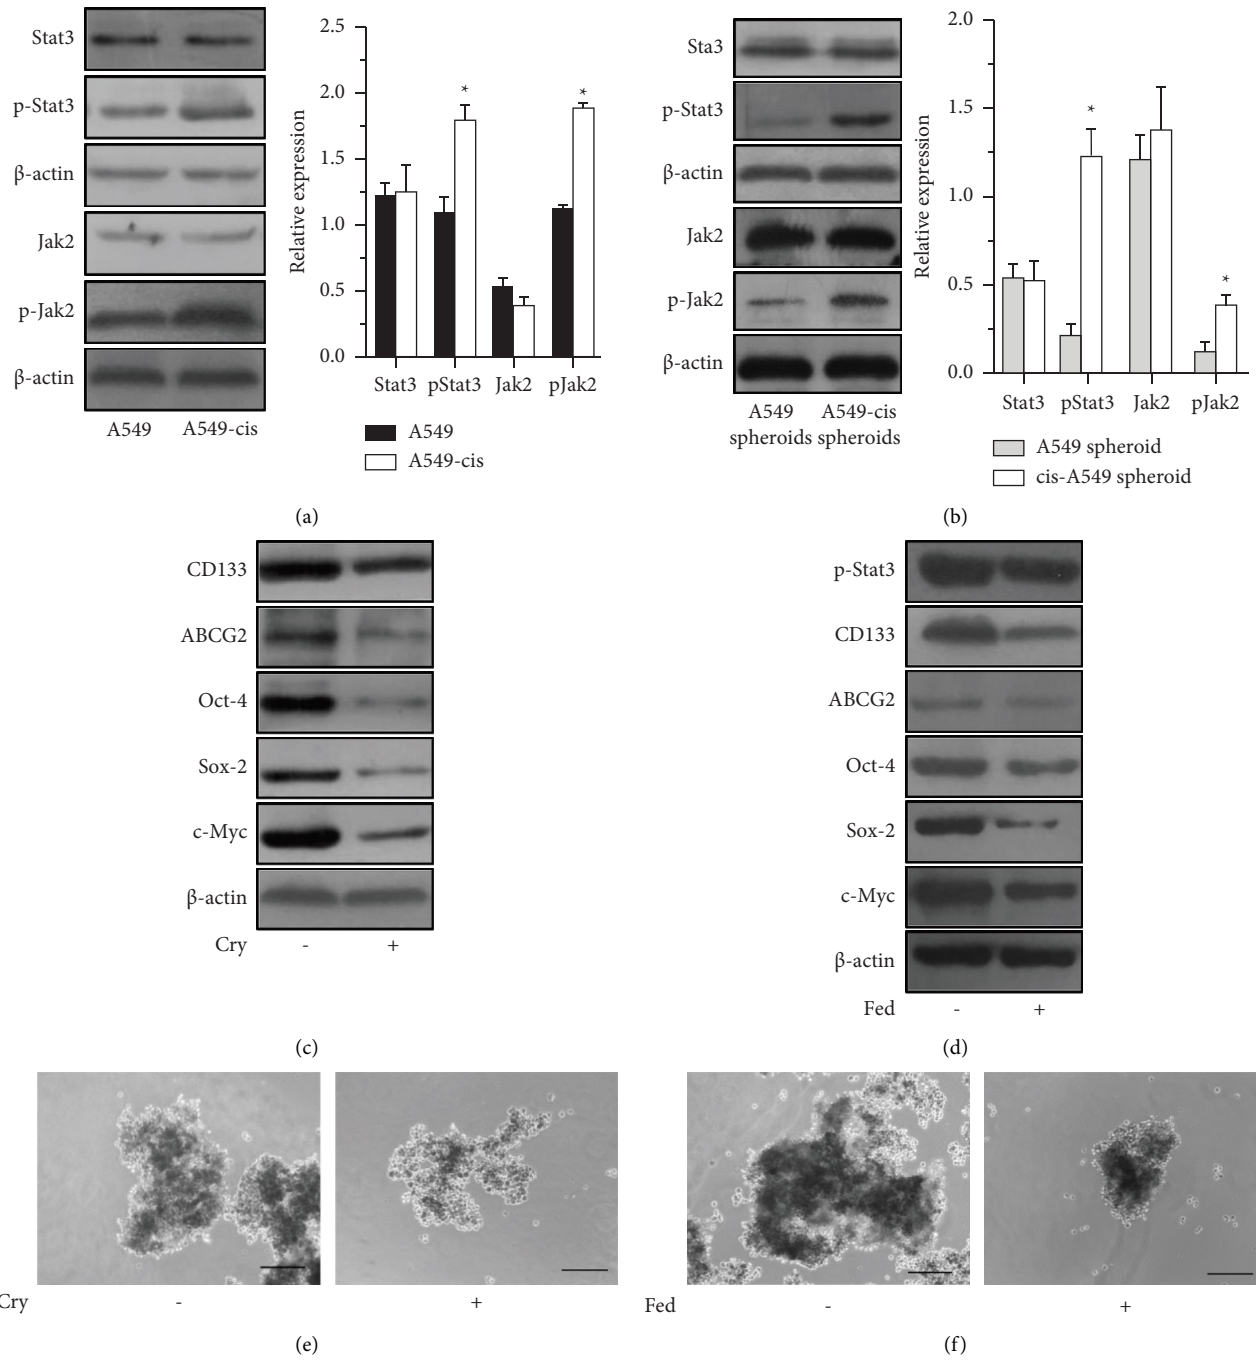 Stat3
p-Stat3
β-actin
Jak2
p-Jak2
β-actin
A549 A549-cis
Relative expression
2.5
2.0
1.5
1.0
0.5
0.0
* *
Stat3 pStat3 Jak2 pJak2
A549
A549-cis
(a)
Sta3
p-Stat3
β-actin
Jak2
p-Jak2
β-actin
A549 A549-cis
spheroids spheroids
Relative expression
2.0
1.5
1.0
0.5
0.0
*
*
Stat3 pStat3 Jak2 pJak2
A549 spheroid
cis-A549 spheroid
(b)
CD133
ABCG2
Oct-4
Sox-2
c-Myc
β-actin
Cry - +
(c)
p-Stat3
CD133
ABCG2
Oct-4
Sox-2
c-Myc
β-actin
Fed - +
(d)
Cry - +
(e)
Fed - +
(f)